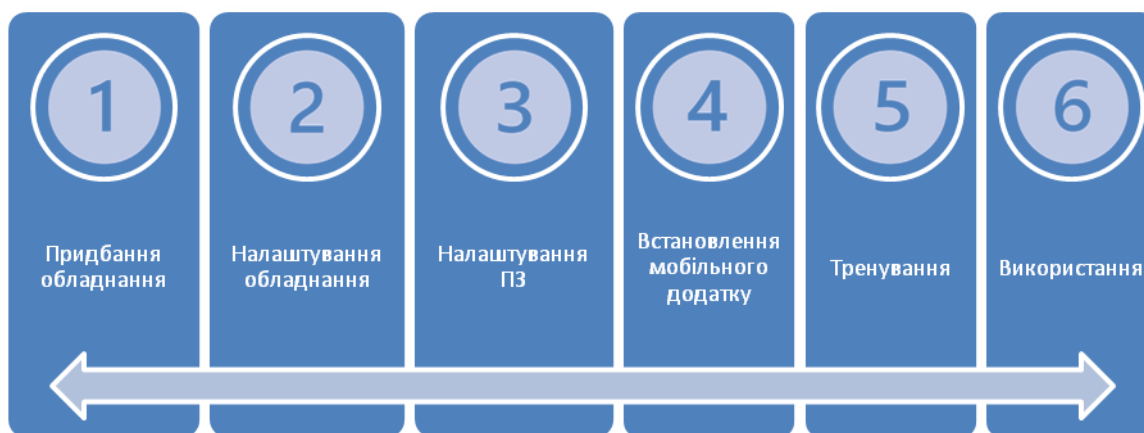 1
Придбання
обладнання
2
Налаштування
обладнання
3
Налаштування
ПЗ
4
Встановлення
мобільного
додатку
5
Тренування
6
Використання